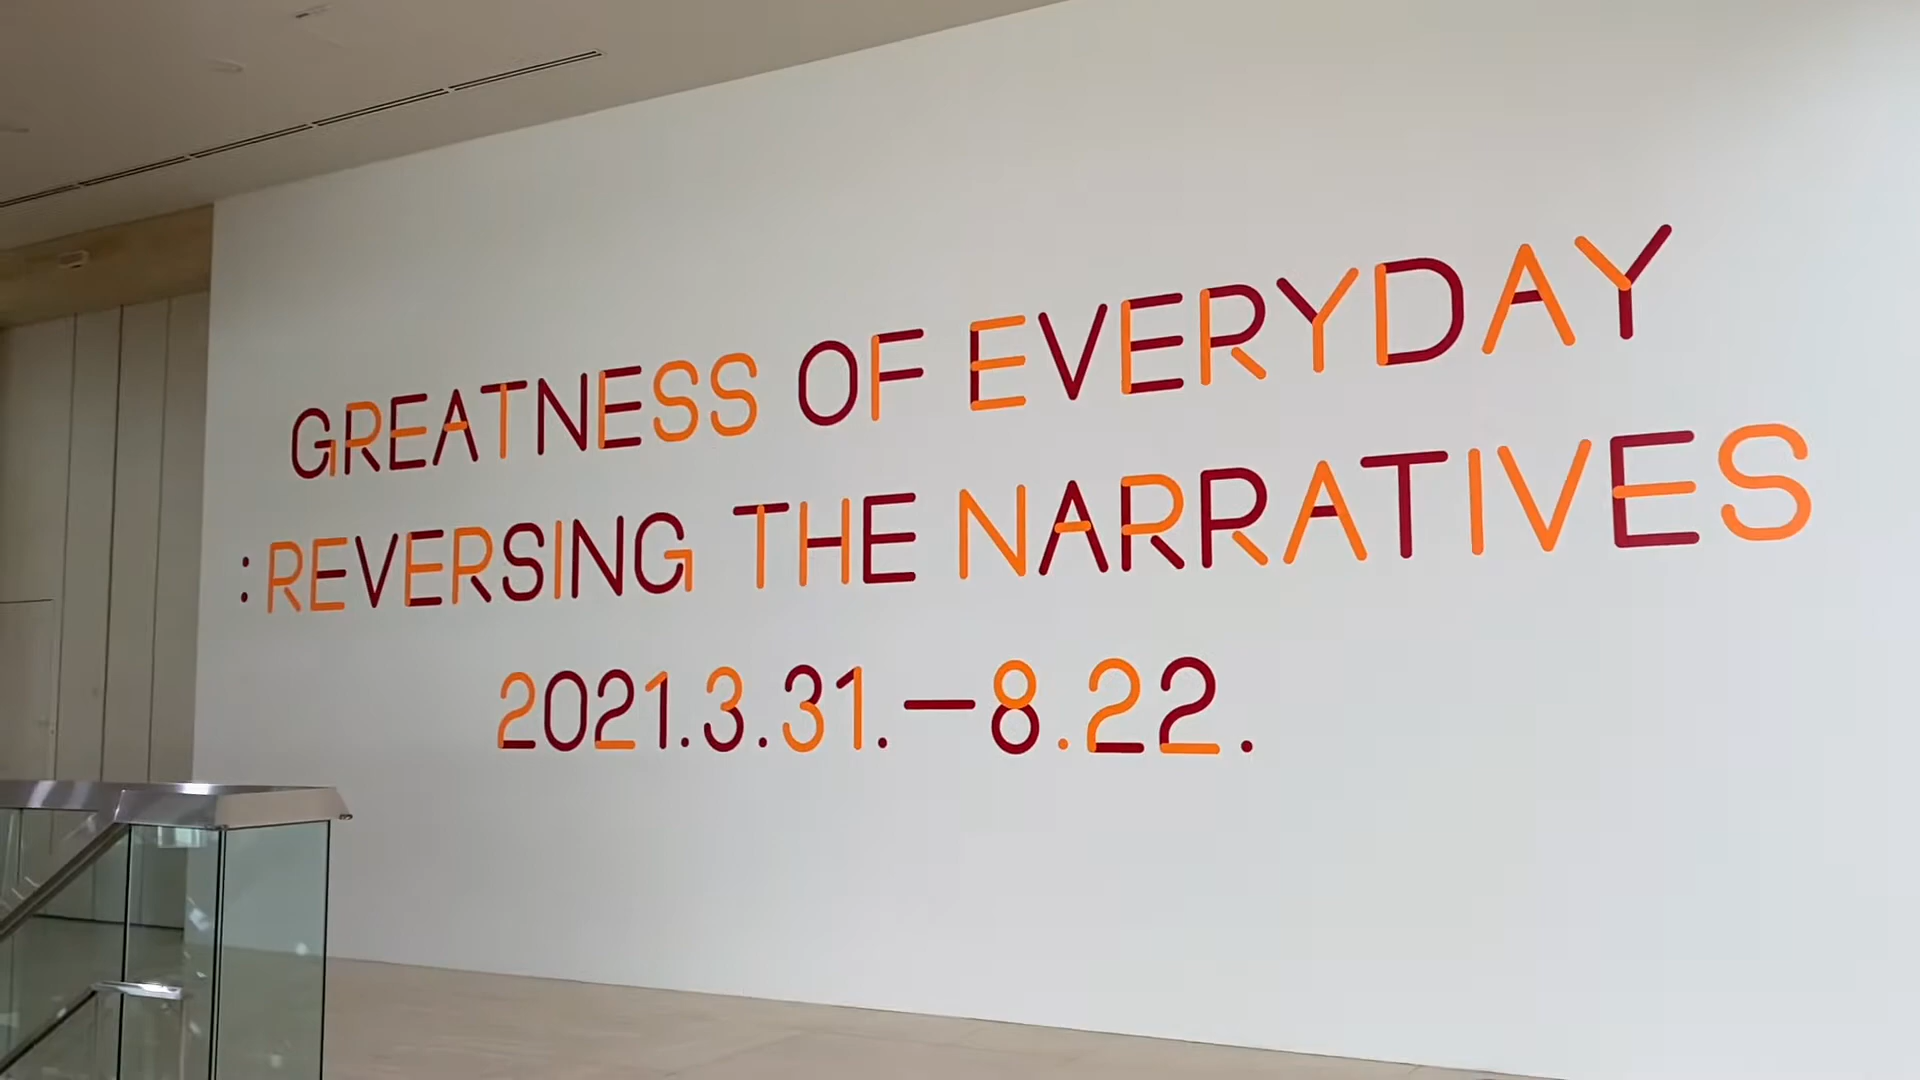 GREATNESS OF EVERYDAY
: REVERSING THE NARRATIVES
2021.3.31.—8.22.